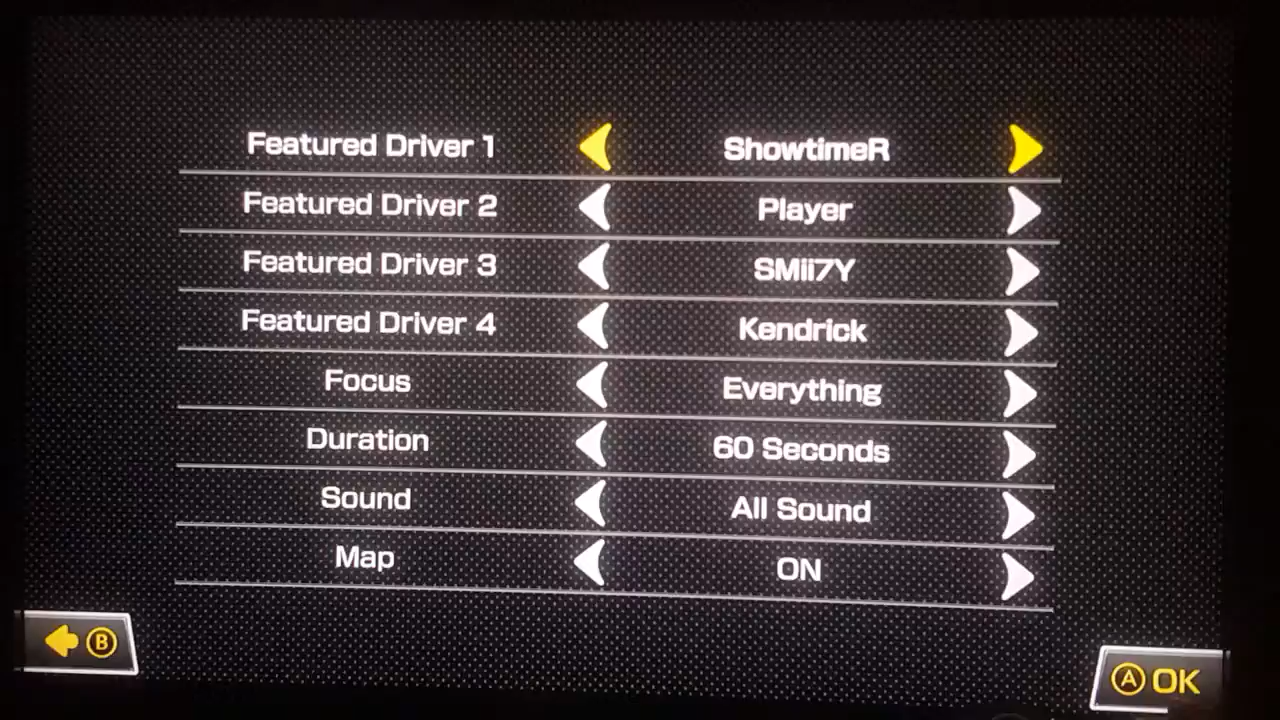 Featured Driver 1 ShowtimeR
Featured Driver 2 Player
Featured Driver 3 SMii7Y
Featured Driver 4 Kendrick
Focus Everything
Duration 60 Seconds
Sound All Sound
Map ON
B
A OK